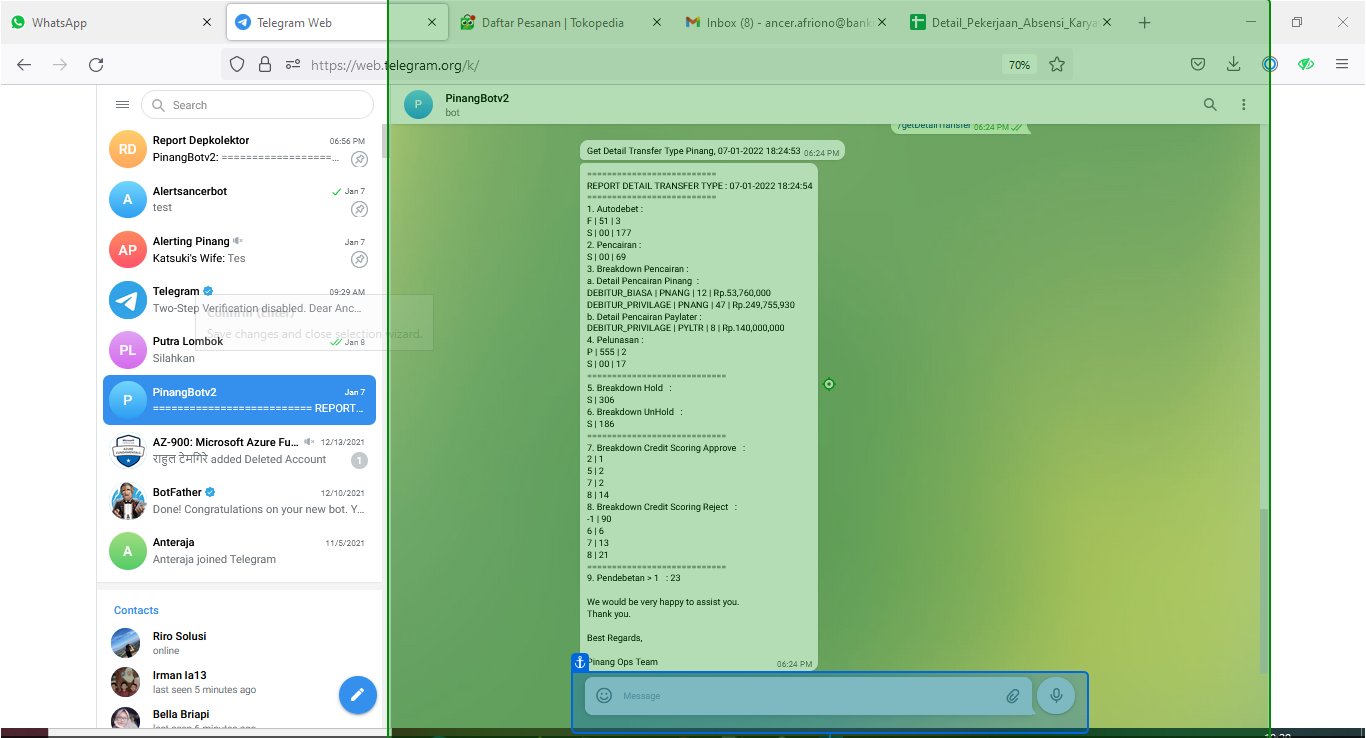 WhatsApp
Telegram Web
Daftar Pesanan | Tokopedia
Inbox (8) - ancer.afriono@bank
Detail_Pekerjaan_Absensi_Karya
https://web.telegram.org/k/
70%
Search
RD
Report Depkolektor
06:56 PM
PinangBotv2: ==================...
A
Alertsancerbot
Jan 7
test
AP
Alerting Pinang
Jan 7
Katsuki's Wife: Tes
Telegram
09:29 AM
Two-Step Verification disabled. Dear Anc...
Confirm (Enter)
Save changes and close selection wizard.
PL
Putra Lombok
Jan 8
Silahkan
P
PinangBotv2
Jan 7
========================== REPORT...
AZ-900: Microsoft Azure Fu...
12/13/2021
राहुल टेमगिरे added Deleted Account
1
BotFather
12/10/2021
Done! Congratulations on your new bot. Y...
A
Anteraja
11/5/2021
Anteraja joined Telegram
Contacts
Riro Solusi
online
Irman Ia13
last seen 5 minutes ago
Bella Briapi
last seen 6 minutes ago
P
PinangBotv2
bot
/getDetailTransfer 06:24 PM
Get Detail Transfer Type Pinang, 07-01-2022 18:24:53 06:24 PM
==========================
REPORT DETAIL TRANSFER TYPE : 07-01-2022 18:24:54
==========================
1. Autodebet :
F | 51 | 3
S | 00 | 177
2. Pencairan :
S | 00 | 69
3. Breakdown Pencairan :
a. Detail Pencairan Pinang :
DEBITUR_BIASA | PNANG | 12 | Rp.53,760,000
DEBITUR_PRIVILAGE | PNANG | 47 | Rp.249,755,930
b. Detail Pencairan Paylater :
DEBITUR_PRIVILAGE | PYLTR | 8 | Rp.140,000,000
4. Pelunasan :
P | 555 | 2
S | 00 | 17
============================
5. Breakdown Hold :
S | 306
6. Breakdown UnHold :
S | 186
============================
7. Breakdown Credit Scoring Approve :
2 | 1
5 | 2
7 | 2
8 | 14
8. Breakdown Credit Scoring Reject :
-1 | 90
6 | 6
7 | 13
8 | 21
============================
9. Pendebetan > 1 : 23
We would be very happy to assist you.
Thank you.
Best Regards,
Pinang Ops Team
06:24 PM
Message